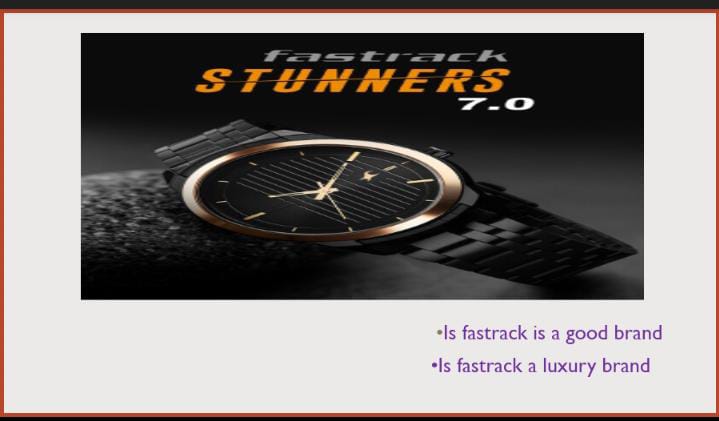 fastrack
STUNNERS
7.0
•Is fastrack is a good brand
•Is fastrack a luxury brand